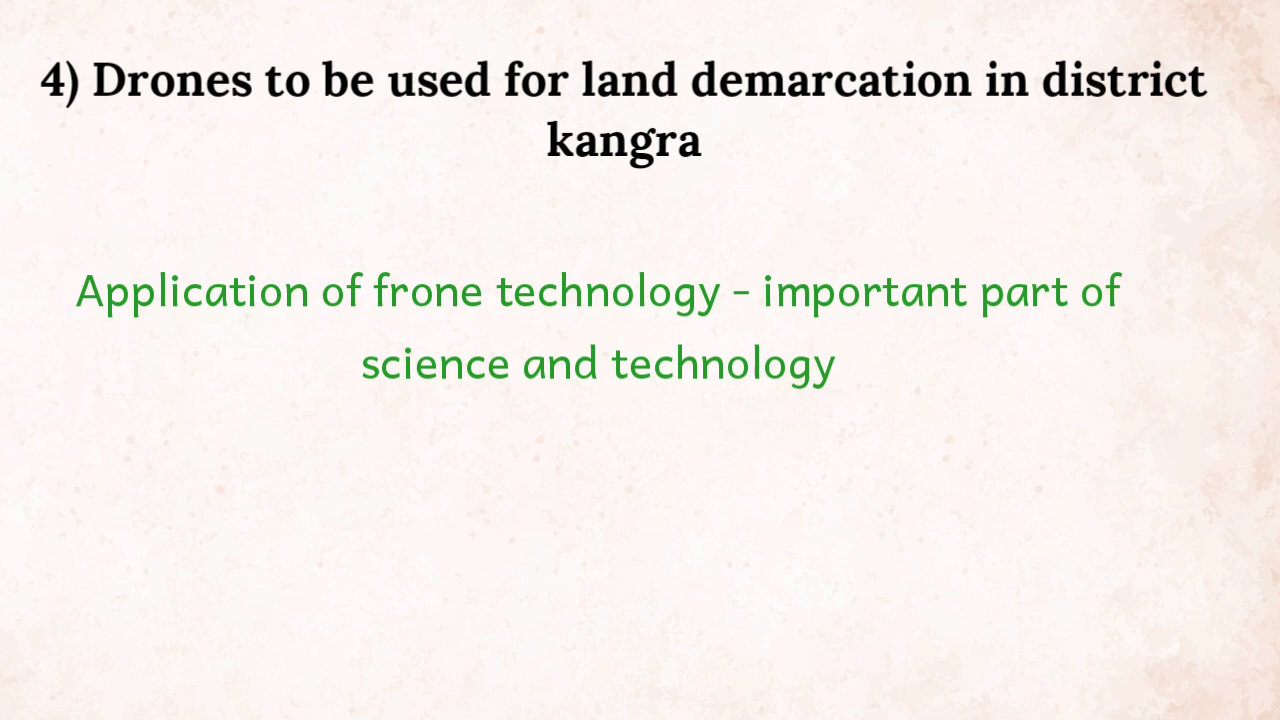 4) Drones to be used for land demarcation in district
kangra
Application of frone technology - important part of
science and technology